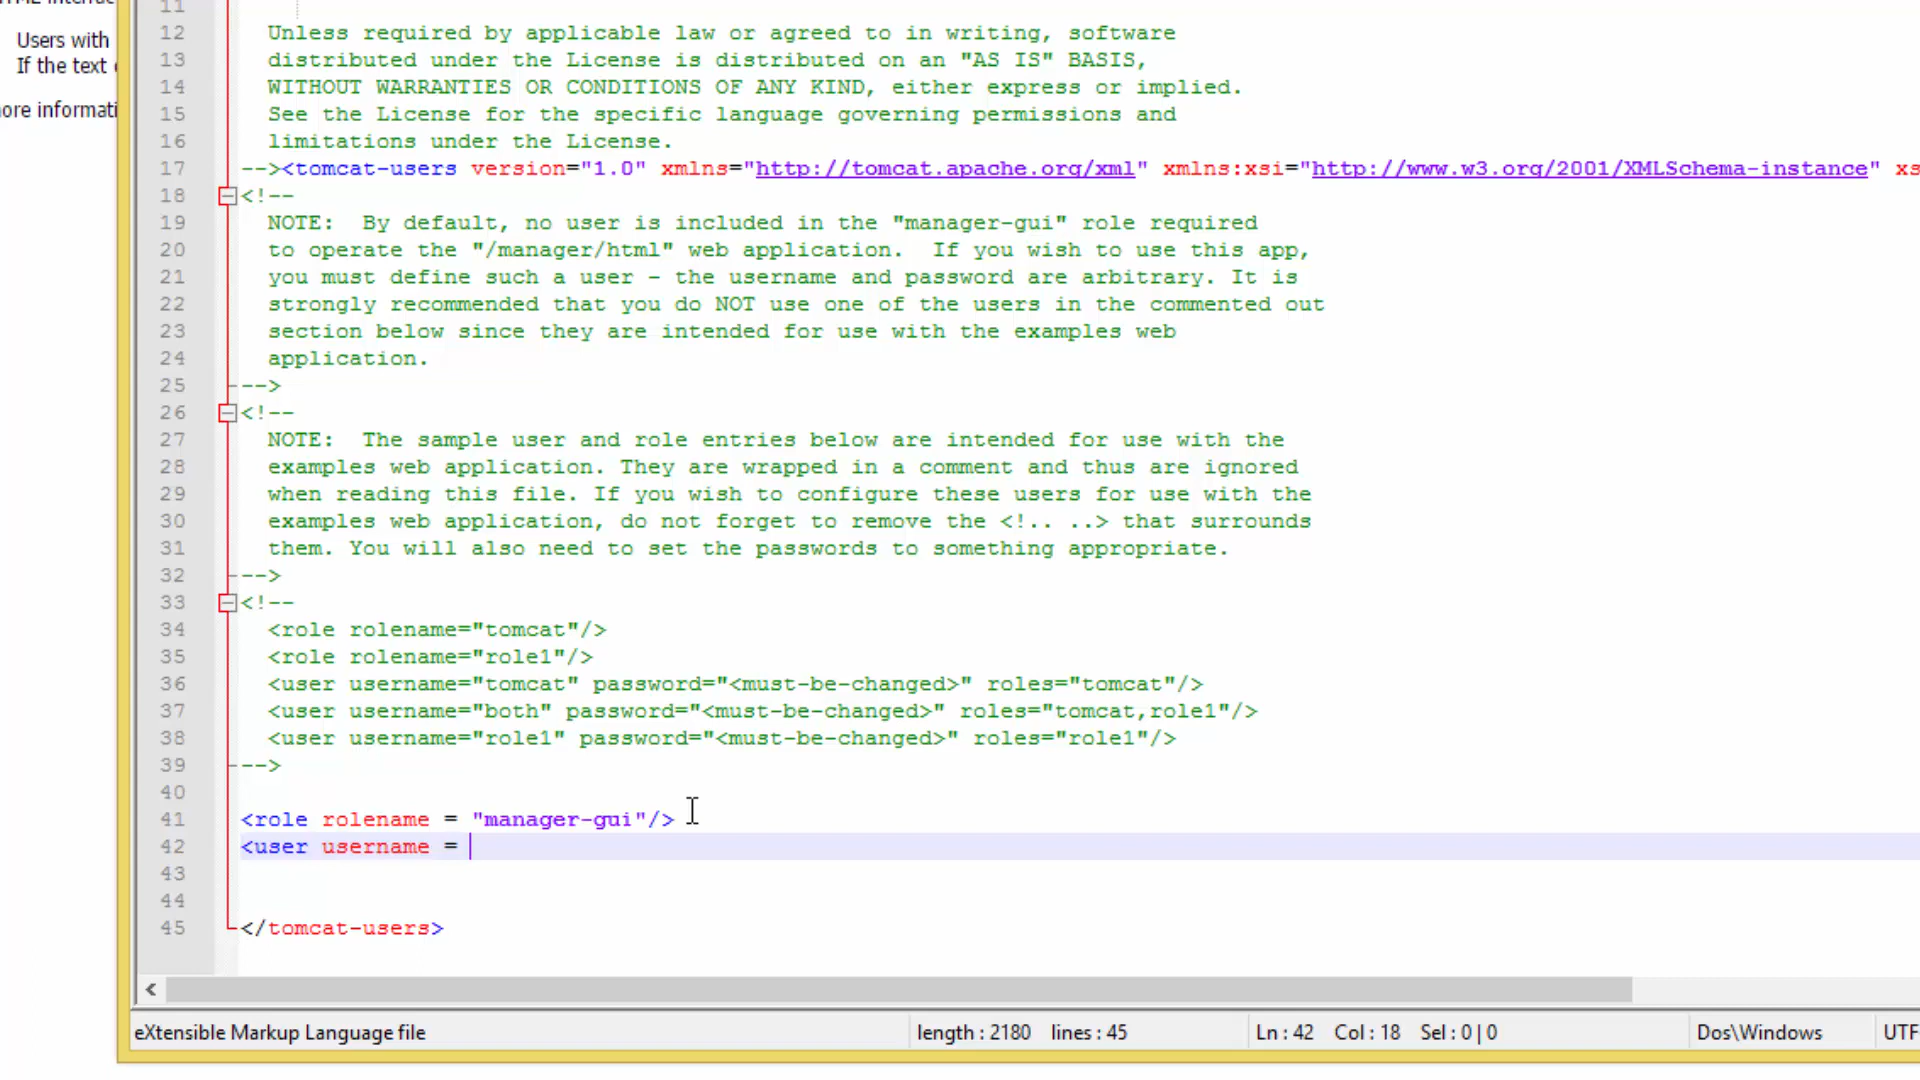 Users with
If the text
ore informati
11
12 Unless required by applicable law or agreed to in writing, software
13 distributed under the License is distributed on an "AS IS" BASIS,
14 WITHOUT WARRANTIES OR CONDITIONS OF ANY KIND, either express or implied.
15 See the License for the specific language governing permissions and
16 limitations under the License.
17 --><tomcat-users version="1.0" xmlns="http://tomcat.apache.org/xml" xmlns:xsi="http://www.w3.org/2001/XMLSchema-instance" xs
18 <!--
19 NOTE:  By default, no user is included in the "manager-gui" role required
20 to operate the "/manager/html" web application.  If you wish to use this app,
21 you must define such a user - the username and password are arbitrary. It is
22 strongly recommended that you do NOT use one of the users in the commented out
23 section below since they are intended for use with the examples web
24 application.
25 -->
26 <!--
27 NOTE:  The sample user and role entries below are intended for use with the
28 examples web application. They are wrapped in a comment and thus are ignored
29 when reading this file. If you wish to configure these users for use with the
30 examples web application, do not forget to remove the <!.. ..> that surrounds
31 them. You will also need to set the passwords to something appropriate.
32 -->
33 <!--
34 <role rolename="tomcat"/>
35 <role rolename="role1"/>
36 <user username="tomcat" password="<must-be-changed>" roles="tomcat"/>
37 <user username="both" password="<must-be-changed>" roles="tomcat,role1"/>
38 <user username="role1" password="<must-be-changed>" roles="role1"/>
39 -->
40
41 <role rolename = "manager-gui"/>
42 <user username =
43
44
45 </tomcat-users>
eXtensible Markup Language file length : 2180 lines : 45 Ln : 42 Col : 18 Sel : 0 | 0 Dos\Windows UTF